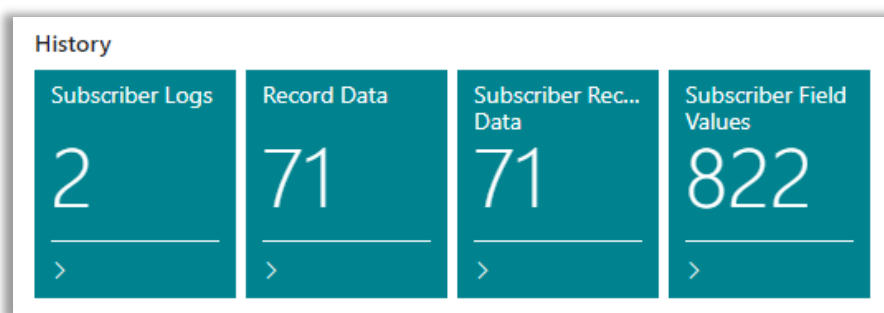 History
Subscriber Logs
2
Record Data
71
Subscriber Rec...
Data
71
Subscriber Field
Values
822